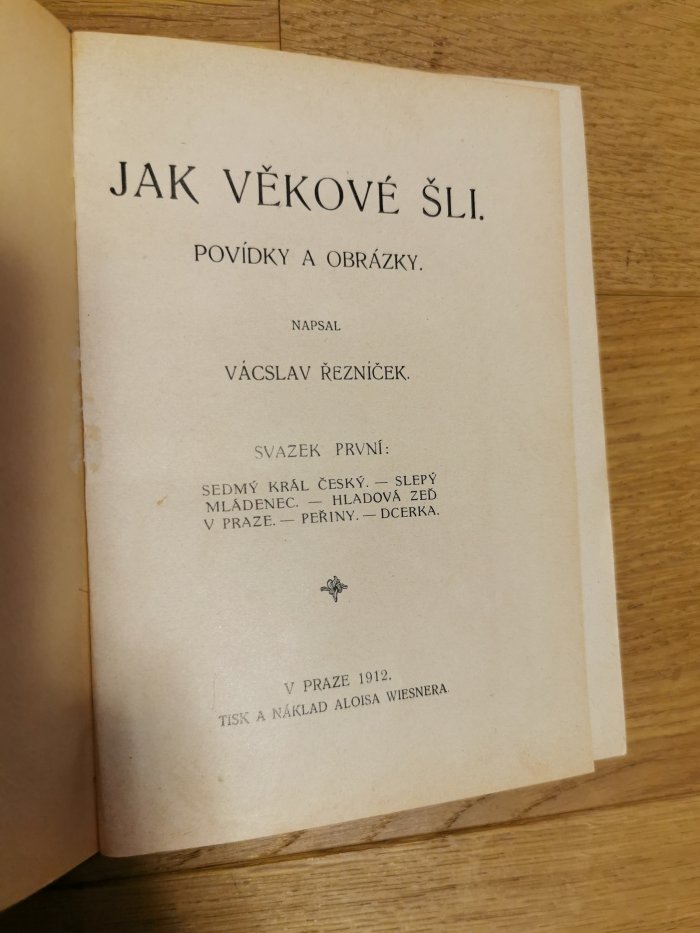 JAK VĚKOVÉ ŠLI.
POVÍDKY A OBRÁZKY.
NAPSAL
VÁCSLAV ŘEZNÍČEK.
SVAZEK PRVNÍ:
SEDMÝ KRÁL ČESKÝ. — SLEPÝ
MLÁDENEC. — HLADOVÁ ZEĎ
V PRAZE. — PEŘINY. — DCERKA.
V PRAZE 1912.
TISK A NÁKLAD ALOISA WIESNERA.